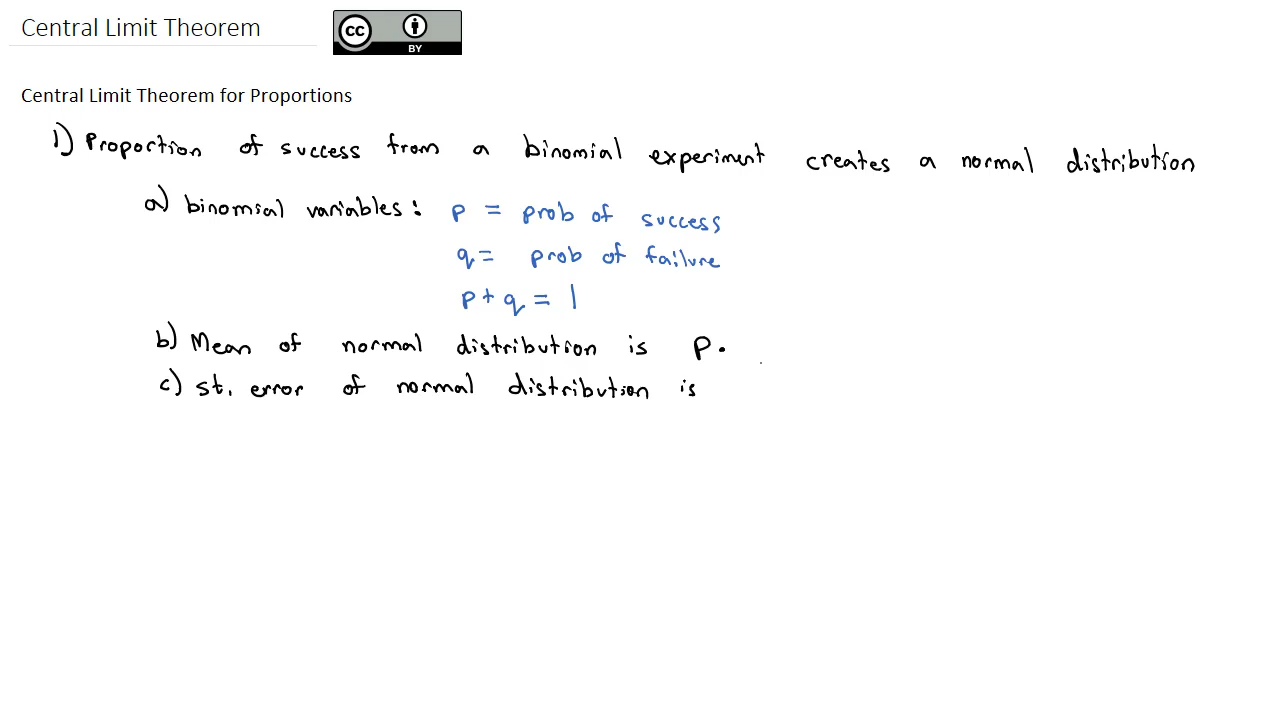 Central Limit Theorem
cc BY
Central Limit Theorem for Proportions
1) Proportion of success from a binomial experiment creates a normal distribution
a) binomial variables: p = prob of success
q = prob of failure
p + q = 1
b) Mean of normal distribution is p.
c) st. error of normal distribution is